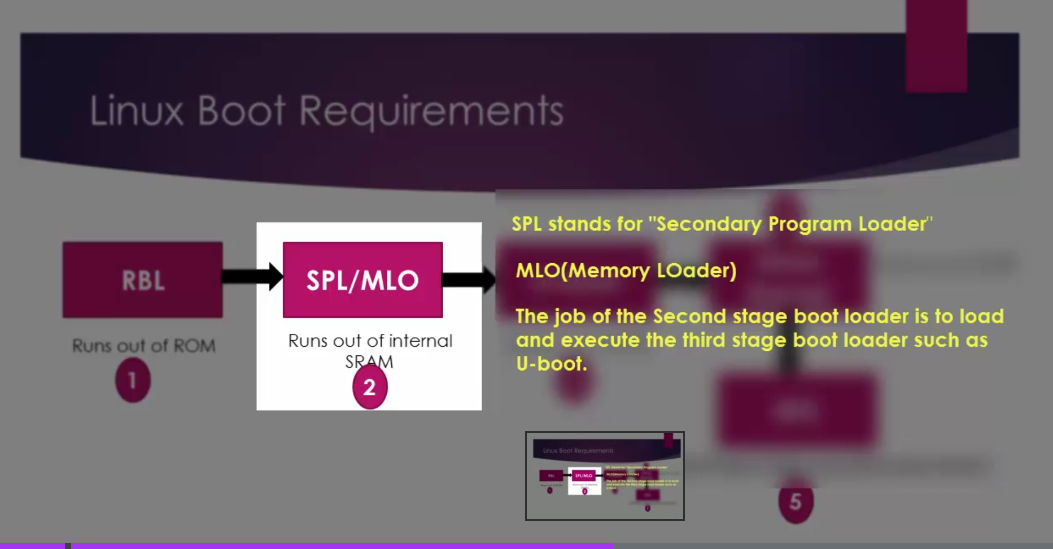 Linux Boot Requirements
RBL
Runs out of ROM
1
SPL/MLO
Runs out of internal
SRAM
2
SPL stands for "Secondary Program Loader"
MLO(Memory LOader)
The job of the Second stage boot loader is to load
and execute the third stage boot loader such as
U-boot.
5